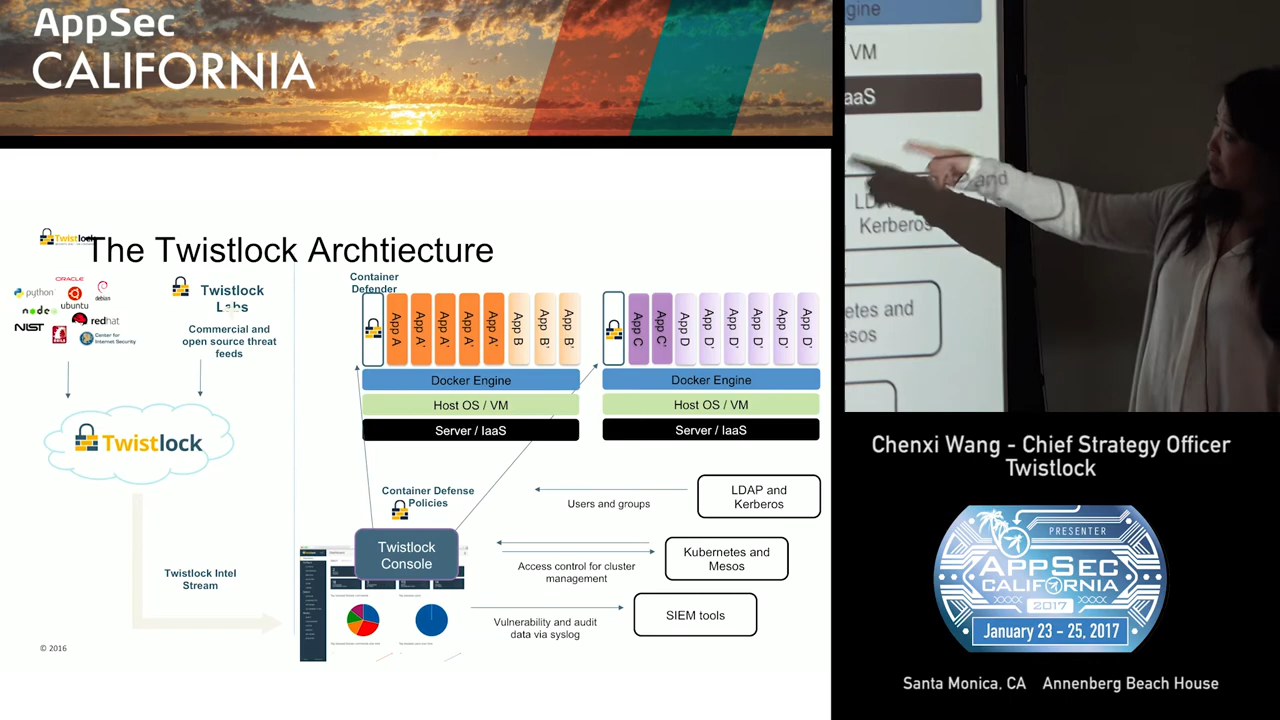 AppSec
CALIFORNIA
Twistlock
The Twistlock Archtiecture
ORACLE
python
debian
ubuntu
node
redhat
NIST
Center for
Internet Security
Twistlock
Labs
Commercial and
open source threat
feeds
Twistlock
Twistlock Intel
Stream
© 2016
Container
Defender
App A
App A'
App A'
App A'
App A'
App B
App B'
App B'
Docker Engine
Host OS / VM
Server / IaaS
App C
App C'
App D
App D'
App D'
App D'
App D'
App D'
Docker Engine
Host OS / VM
Server / IaaS
Container Defense
Policies
Twistlock
Console
LDAP and
Kerberos
Users and groups
Kubernetes and
Mesos
Access control for cluster
management
SIEM tools
Vulnerability and audit
data via syslog
gine
VM
aaS
and
Kerberos
etes and
esos
Chenxi Wang - Chief Strategy Officer
Twistlock
PRESENTER
APPSEC
CALIFORNIA
2017
January 23 - 25, 2017
Santa Monica, CA Annenberg Beach House